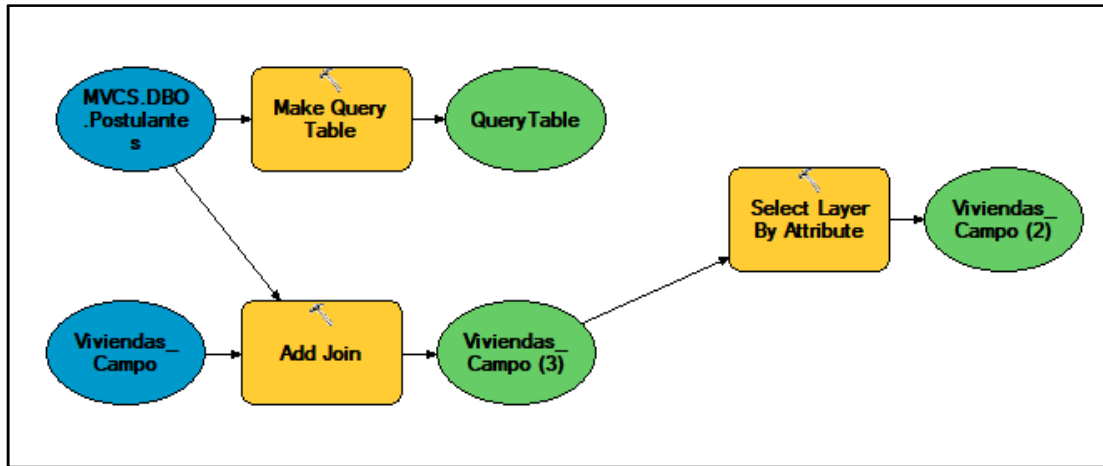 MVCS.DBO
.Postulante
s
Make Query
Table
QueryTable
Select Layer
By Attribute
Viviendas_
Campo (2)
Viviendas_
Campo
Add Join
Viviendas_
Campo (3)